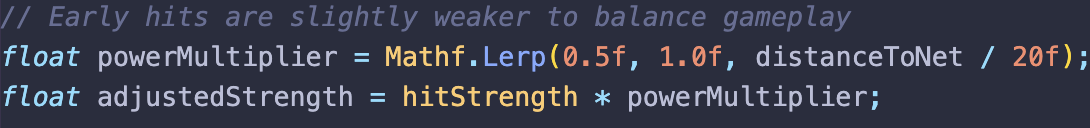 // Early hits are slightly weaker to balance gameplay
float powerMultiplier = Mathf.Lerp(0.5f, 1.0f, distanceToNet / 20f);
float adjustedStrength = hitStrength * powerMultiplier;